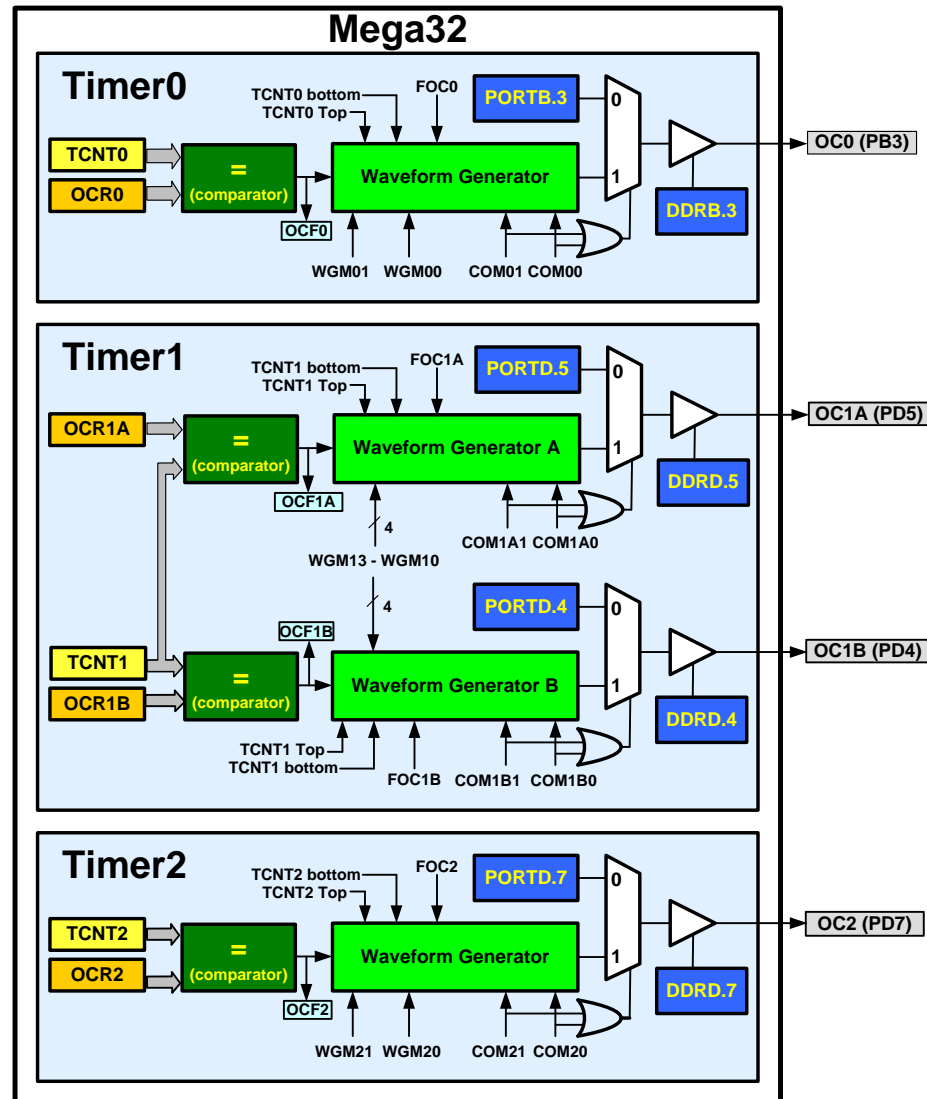 Mega32
Timer0
TCNT0 bottom
TCNT0 Top
FOC0
PORTB.3
0
OC0 (PB3)
TCNT0
OCR0
=
(comparator)
OCF0
Waveform Generator
1
DDRB.3
WGM01
WGM00
COM01
COM00
Timer1
TCNT1 bottom
TCNT1 Top
FOC1A
PORTD.5
0
OC1A (PD5)
OCR1A
=
(comparator)
OCF1A
Waveform Generator A
1
DDRD.5
4
COM1A1
COM1A0
WGM13 - WGM10
4
PORTD.4
0
OC1B (PD4)
OCF1B
TCNT1
OCR1B
=
(comparator)
Waveform Generator B
1
DDRD.4
TCNT1 Top
TCNT1 bottom
FOC1B
COM1B1
COM1B0
Timer2
TCNT2 bottom
TCNT2 Top
FOC2
PORTD.7
0
OC2 (PD7)
TCNT2
OCR2
=
(comparator)
OCF2
Waveform Generator
1
DDRD.7
WGM21
WGM20
COM21
COM20